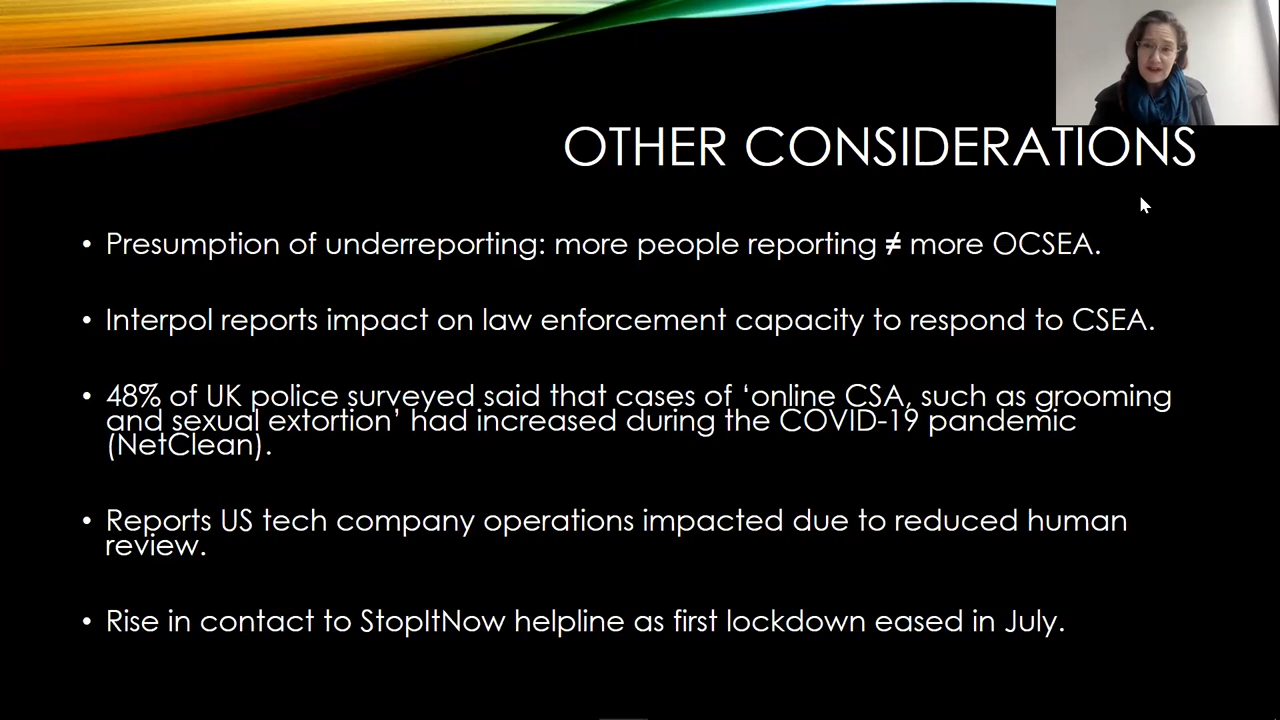 OTHER CONSIDERATIONS
• Presumption of underreporting: more people reporting ≠ more OCSEA.
• Interpol reports impact on law enforcement capacity to respond to CSEA.
• 48% of UK police surveyed said that cases of ‘online CSA, such as grooming
and sexual extortion’ had increased during the COVID-19 pandemic
(NetClean).
• Reports US tech company operations impacted due to reduced human
review.
• Rise in contact to StopItNow helpline as first lockdown eased in July.